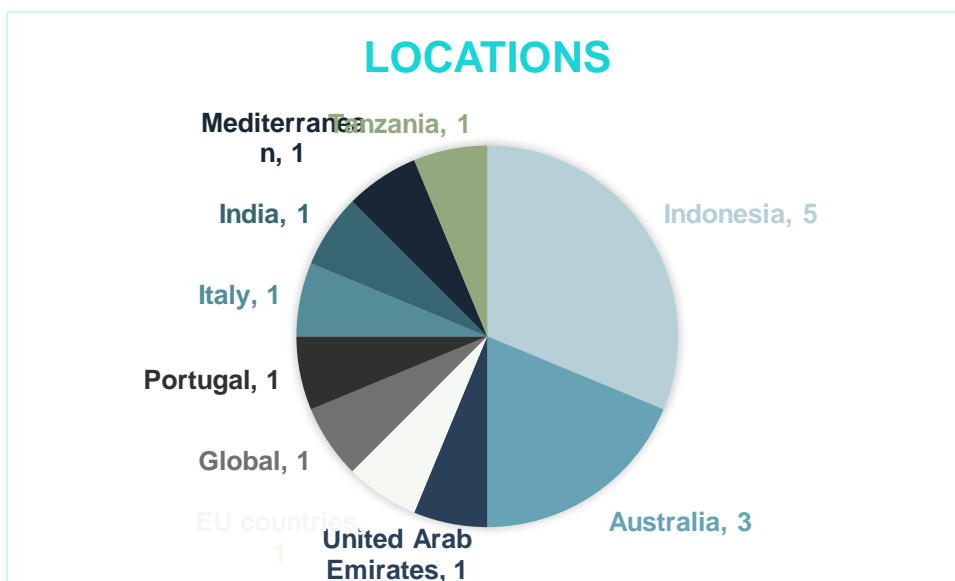 LOCATIONS
Mediterranea
n, 1
Tanzania, 1
Indonesia, 5
India, 1
Italy, 1
Portugal, 1
Global, 1
EU countries,
1
United Arab
Emirates, 1
Australia, 3